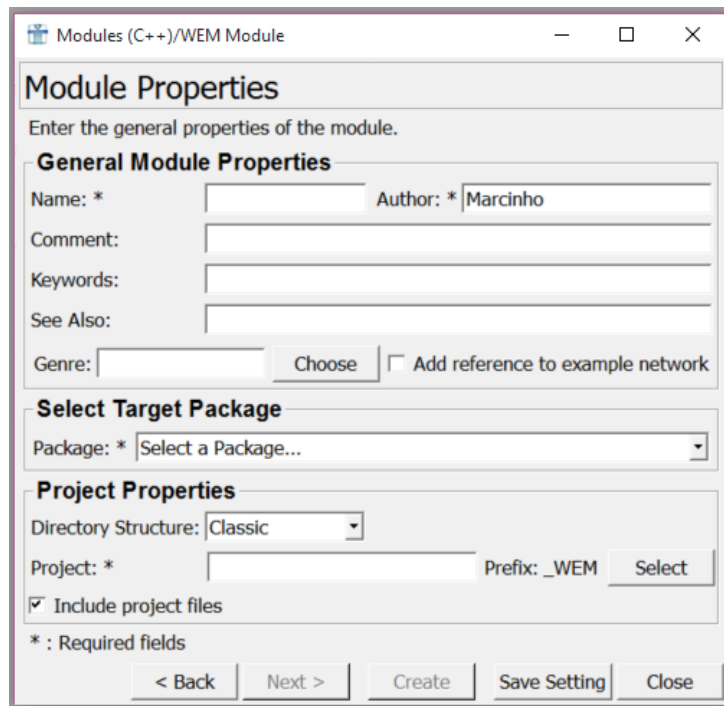 Modules (C++)/WEM Module
Module Properties
Enter the general properties of the module.
General Module Properties
Name: * Author: * Marcinho
Comment:
Keywords:
See Also:
Genre: Choose Add reference to example network
Select Target Package
Package: * Select a Package...
Project Properties
Directory Structure: Classic
Project: * Prefix: _WEM Select
Include project files
* : Required fields
< Back Next > Create Save Setting Close